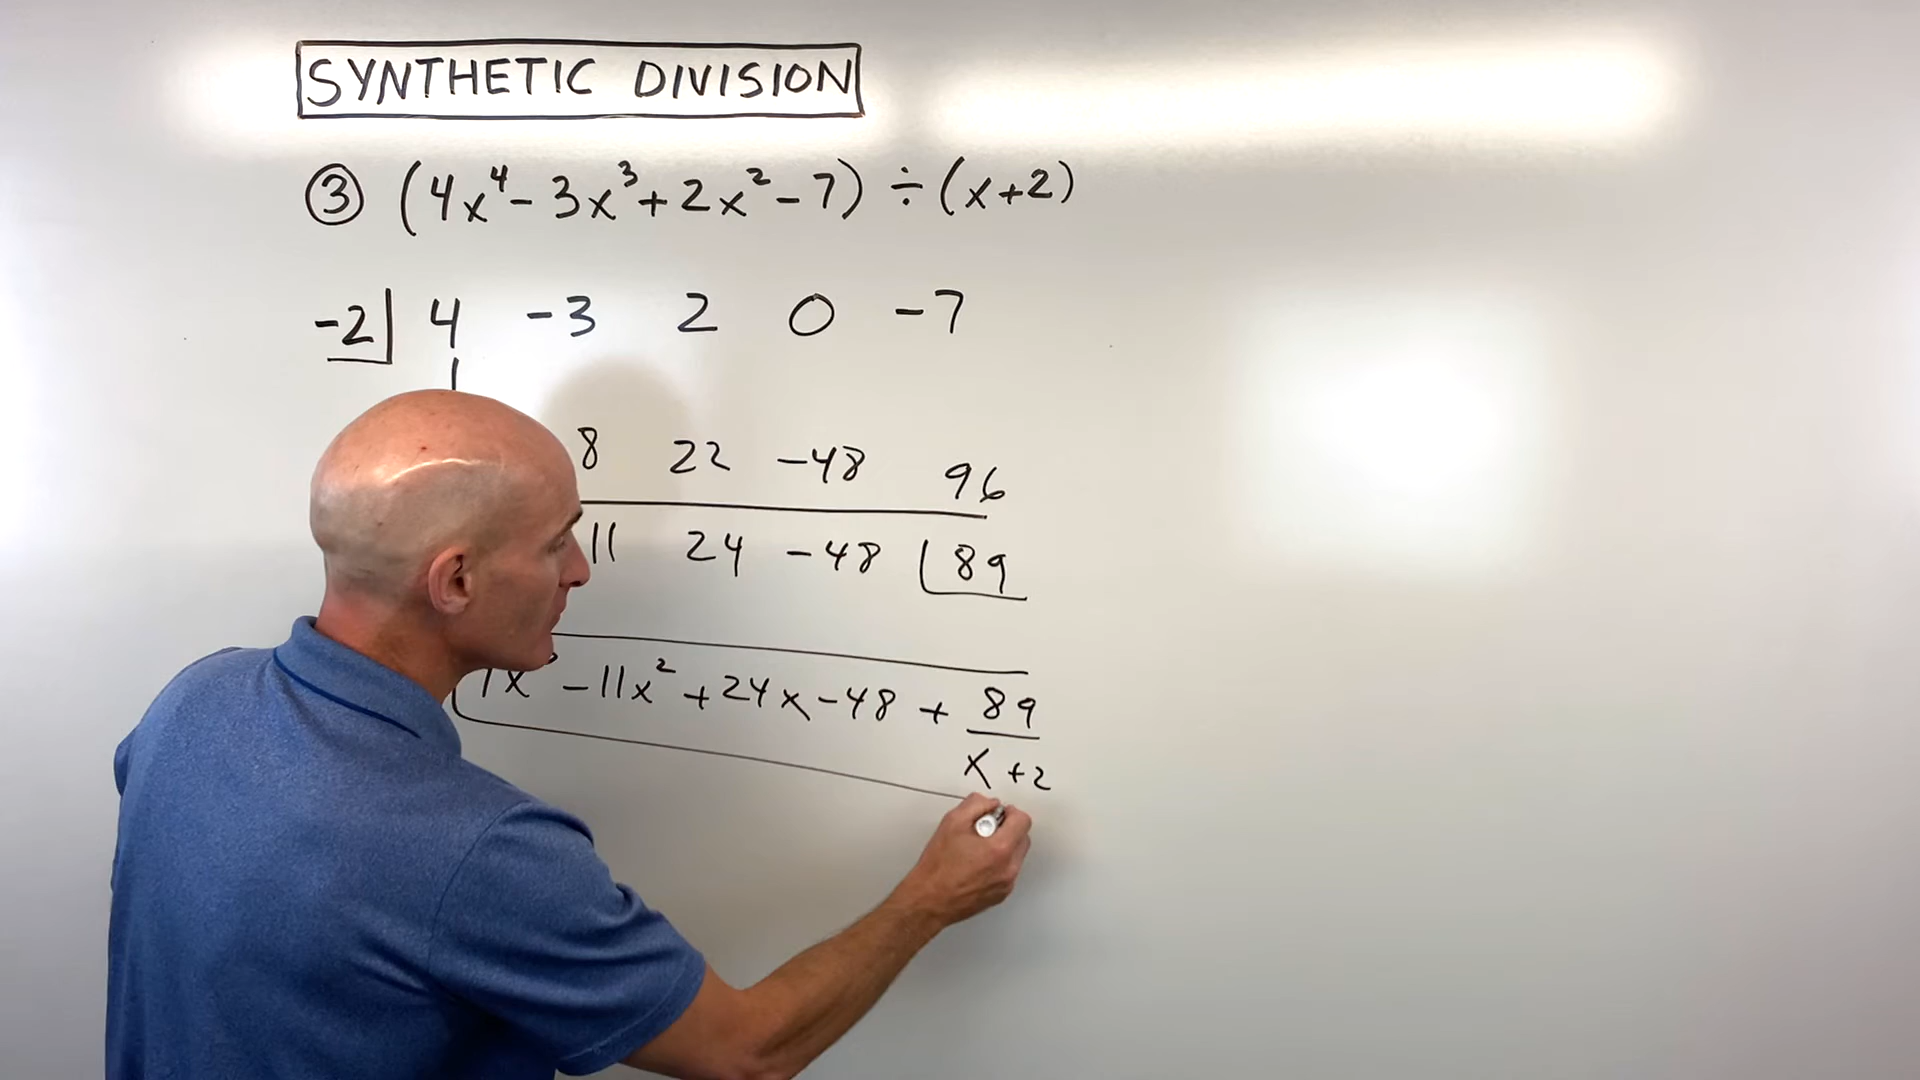 SYNTHETIC DIVISION
③ (4x⁴ - 3x³ + 2x² - 7) ÷ (x+2)
-2 4 -3 2 0 -7
8 22 -48 96
11 24 -48 89
x - 11x² + 24x - 48 + 89
x + 2